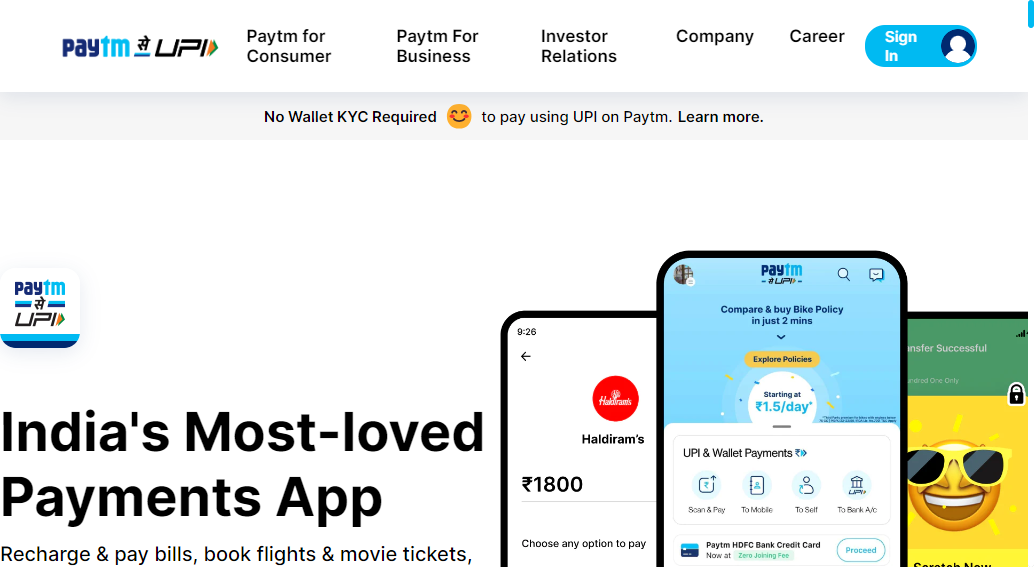 paytm से UPI
Paytm for
Consumer
Paytm For
Business
Investor
Relations
Company
Career
Sign
In
No Wallet KYC Required to pay using UPI on Paytm. Learn more.
paytm
से
UPI
India's Most-loved
Payments App
Recharge & pay bills, book flights & movie tickets,
9:26
Haldiram's
Haldiram's
₹1800
Choose any option to pay
paytm
से UPI
Compare & buy Bike Policy
in just 2 mins
Explore Policies
Starting at
₹1.5/day*
UPI & Wallet Payments
Scan & Pay
To Mobile
To Self
To Bank A/c
UPI
Paytm HDFC Bank Credit Card
Now at Zero Joining Fee
Proceed
Successful
One Only
Scratch Now